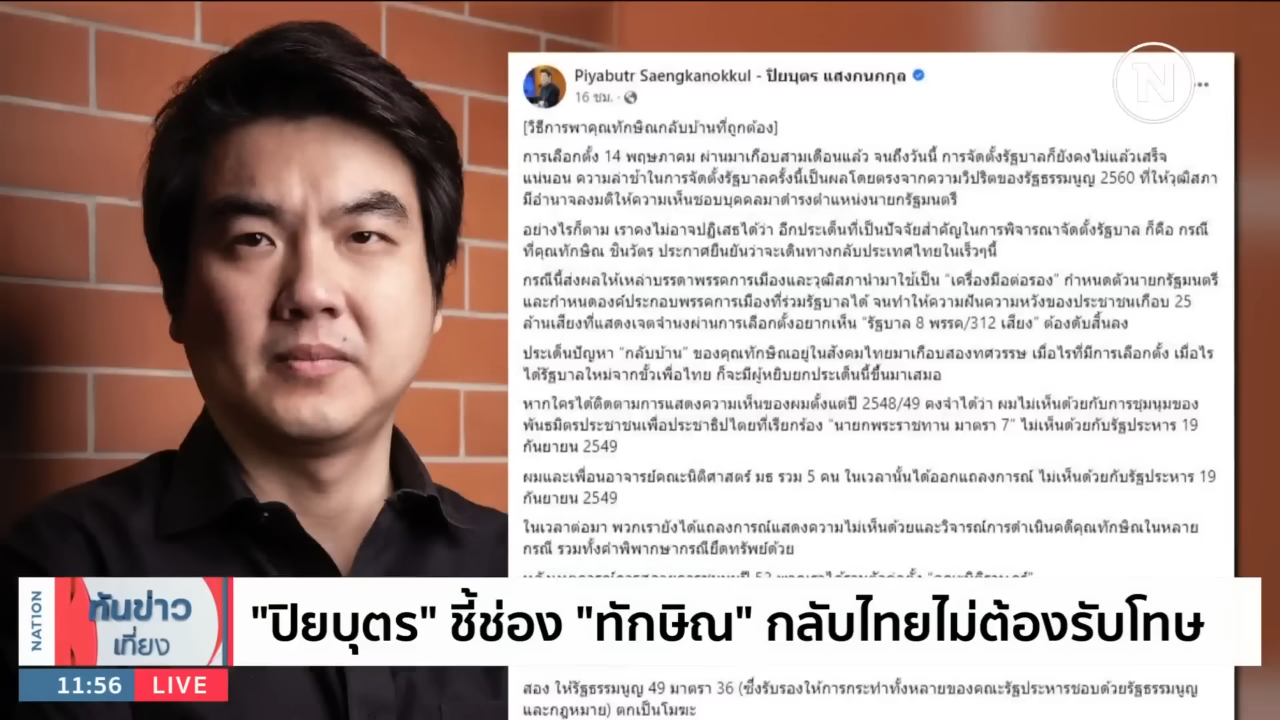 Piyabutr Saengkanokkul - ปิยบุตร แสงกนกกุล
16 ชม.
[วิธีการพาคุณทักษิณกลับบ้านที่ถูกต้อง]
การเลือกตั้ง 14 พฤษภาคม ผ่านมาเกือบสามเดือนแล้ว จนถึงวันนี้ การจัดตั้งรัฐบาลก็ยังคงไม่แล้วเสร็จ
แน่นอน ความล่าช้าในการจัดตั้งรัฐบาลครั้งนี้เป็นผลโดยตรงจากความวิปริตของรัฐธรรมนูญ 2560 ที่ให้วุฒิสภา
มีอำนาจลงมติให้ความเห็นชอบบุคคลมาดำรงตำแหน่งนายกรัฐมนตรี
อย่างไรก็ตาม เราคงไม่อาจปฏิเสธได้ว่า อีกประเด็นที่เป็นปัจจัยสำคัญในการพิจารณาจัดตั้งรัฐบาล ก็คือ กรณี
ที่คุณทักษิณ ชินวัตร ประกาศยืนยันว่าจะเดินทางกลับประเทศไทยในเร็วๆนี้
กรณีนี้ส่งผลให้เหล่าบรรดาพรรคการเมืองและวุฒิสภานำมาใช้เป็น "เครื่องมือต่อรอง" กำหนดตัวนายกรัฐมนตรี
และกำหนดองค์ประกอบพรรคการเมืองที่ร่วมรัฐบาลได้ จนทำให้ความฝันความหวังของประชาชนเกือบ 25
ล้านเสียงที่แสดงเจตจำนงผ่านการเลือกตั้งอยากเห็น "รัฐบาล 8 พรรค/312 เสียง" ต้องดับสิ้นลง
ประเด็นปัญหา "กลับบ้าน" ของคุณทักษิณอยู่ในสังคมไทยมาเกือบสองทศวรรษ เมื่อไรที่มีการเลือกตั้ง เมื่อไร
ได้รัฐบาลใหม่จากขั้วเพื่อไทย ก็จะมีผู้หยิบยกประเด็นนี้ขึ้นมาเสมอ
หากใครได้ติดตามการแสดงความเห็นของผมตั้งแต่ปี 2548/49 คงจำได้ว่า ผมไม่เห็นด้วยกับการชุมนุมของ
พันธมิตรประชาชนเพื่อประชาธิปไตยที่เรียกร้อง "นายกพระราชทาน มาตรา 7" ไม่เห็นด้วยกับรัฐประหาร 19
กันยายน 2549
ผมและเพื่อนอาจารย์คณะนิติศาสตร์ มธ รวม 5 คน ในเวลานั้นได้ออกแถลงการณ์ ไม่เห็นด้วยกับรัฐประหาร 19
กันยายน 2549
ในเวลาต่อมา พวกเรายังได้แถลงการณ์แสดงความไม่เห็นด้วยและวิจารณ์การดำเนินคดีคุณทักษิณในหลาย
กรณี รวมทั้งคำพิพากษากรณียึดทรัพย์ด้วย
NATION
ทันข่าว
เที่ยง
"ปิยบุตร" ชี้ช่อง "ทักษิณ" กลับไทยไม่ต้องรับโทษ
11:56 LIVE
สอง ให้รัฐธรรมนูญ 49 มาตรา 36 (ซึ่งรับรองให้การกระทำทั้งหลายของคณะรัฐประหารชอบด้วยรัฐธรรมนูญ
และกฎหมาย) ตกเป็นโมฆะ